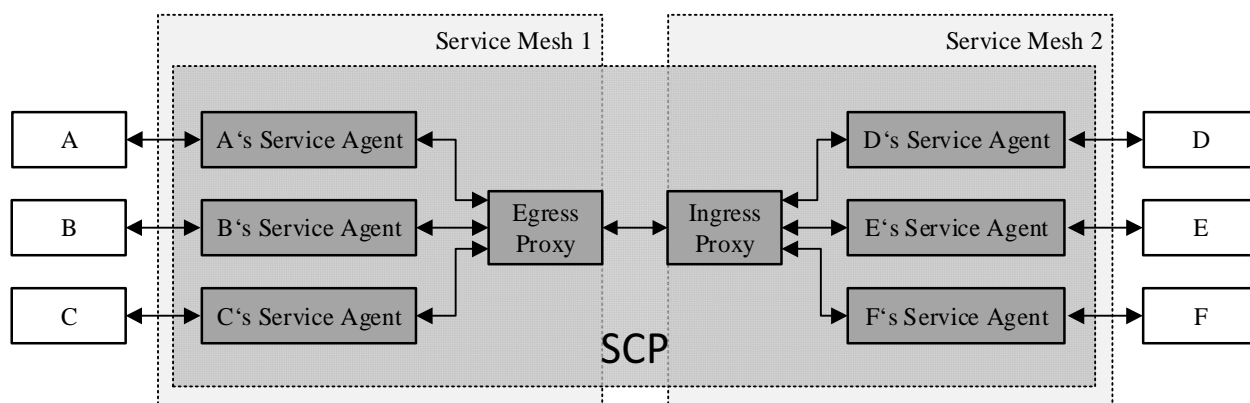 Service Mesh 1
Service Mesh 2
A
A‘s Service Agent
D‘s Service Agent
D
B
B‘s Service Agent
Egress
Proxy
Ingress
Proxy
E‘s Service Agent
E
C
C‘s Service Agent
F‘s Service Agent
F
SCP